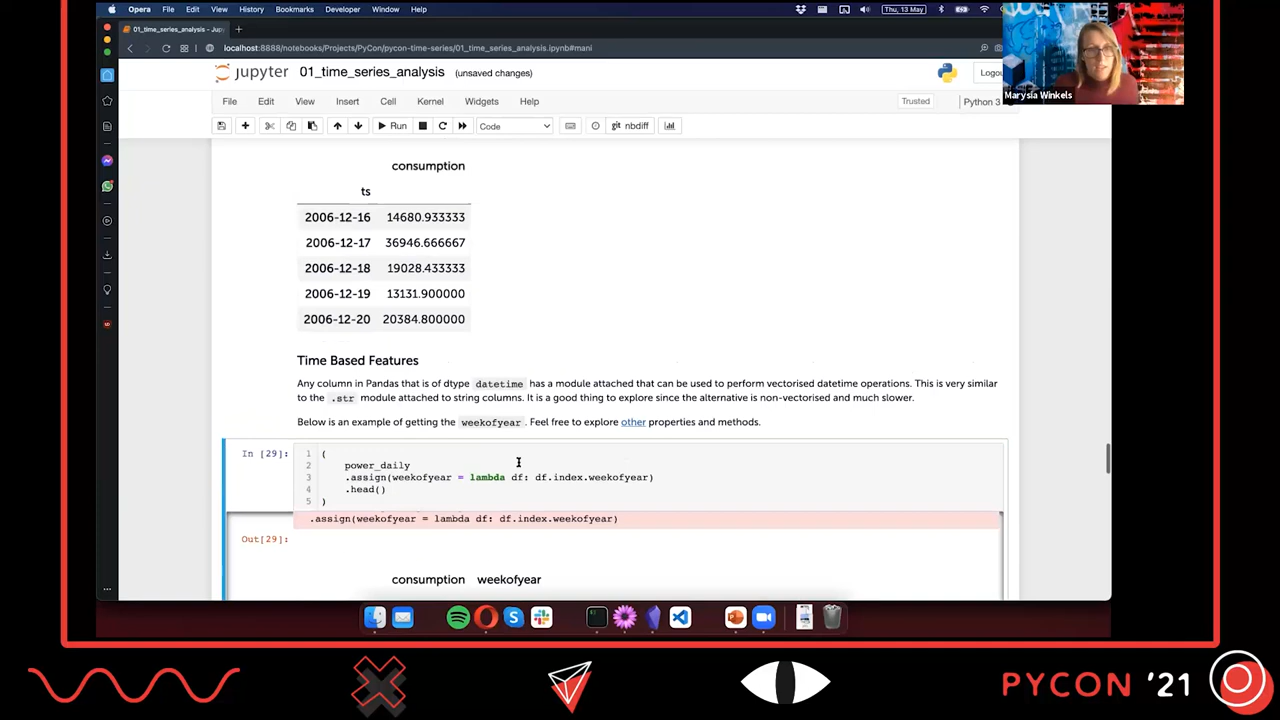 Opera File Edit View History Bookmarks Developer Window Help
Thu, 13 May
01_time_series_analysis - Jup
localhost:8888/notebooks/Projects/PyCon/pycon-time-series/01_time_series_analysis.ipynb#mani
jupyter 01_time_series_analysis (unsaved changes)
Logou
Marysia Winkels
File Edit View Insert Cell Kernel Widgets Help
Trusted
Python 3
Run
Code
nbdiff
consumption
ts
2006-12-16 14680.933333
2006-12-17 36946.666667
2006-12-18 19028.433333
2006-12-19 13131.900000
2006-12-20 20384.800000
Time Based Features
Any column in Pandas that is of dtype datetime has a module attached that can be used to perform vectorised datetime operations. This is very similar
to the .str module attached to string columns. It is a good thing to explore since the alternative is non-vectorised and much slower.
Below is an example of getting the weekofyear. Feel free to explore other properties and methods.
In [29]:
1 (
2 power_daily
3 .assign(weekofyear = lambda df: df.index.weekofyear)
4 .head()
5 )
.assign(weekofyear = lambda df: df.index.weekofyear)
Out[29]:
consumption weekofyear
PYCON '21